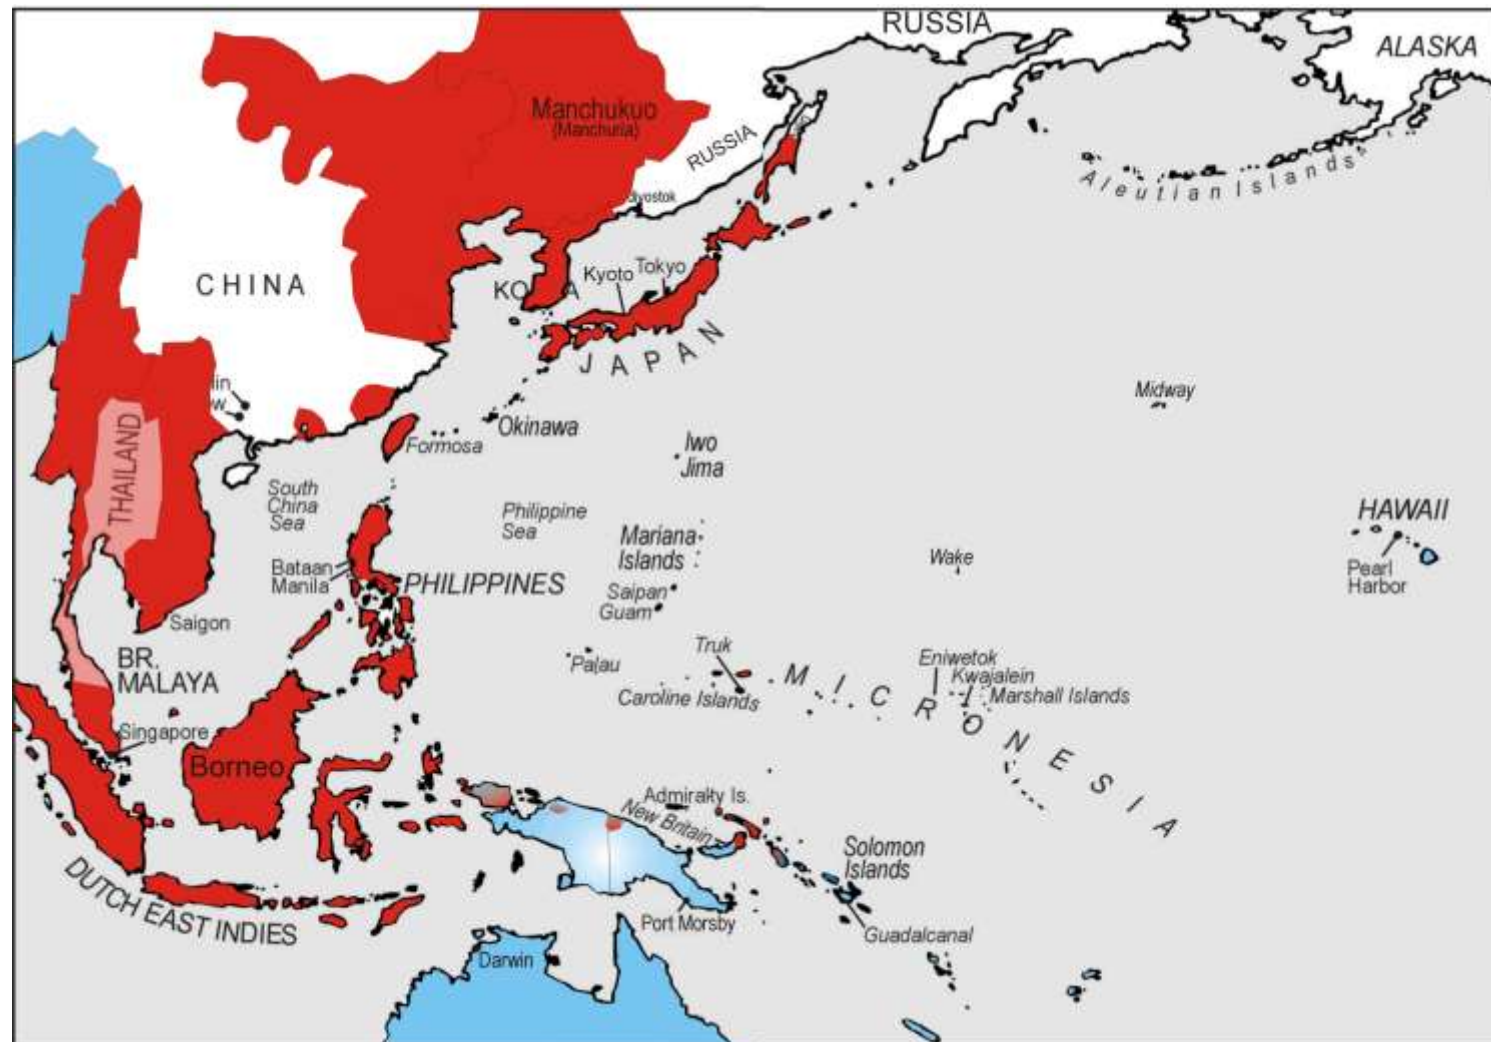 RUSSIA
ALASKA
Manchukuo
(Manchuria)
RUSSIA
Aleutian Islands
CHINA
Kyoto
Tokyo
JAPAN
Midway
Okinawa
Formosa
Iwo
Jima
THAILAND
South
China
Sea
Philippine
Sea
HAWAII
Mariana
Islands
Wake
Pearl
Harbor
Bataan
Manila
PHILIPPINES
Saipan
Guam
Saigon
Truk
Eniwetok
Kwajalein
Marshall Islands
BR.
MALAYA
Palau
Caroline Islands
MICRONESIA
Singapore
Borneo
Admiralty Is.
New Britain
Solomon
Islands
DUTCH EAST INDIES
Port Morsby
Guadalcanal
Darwin